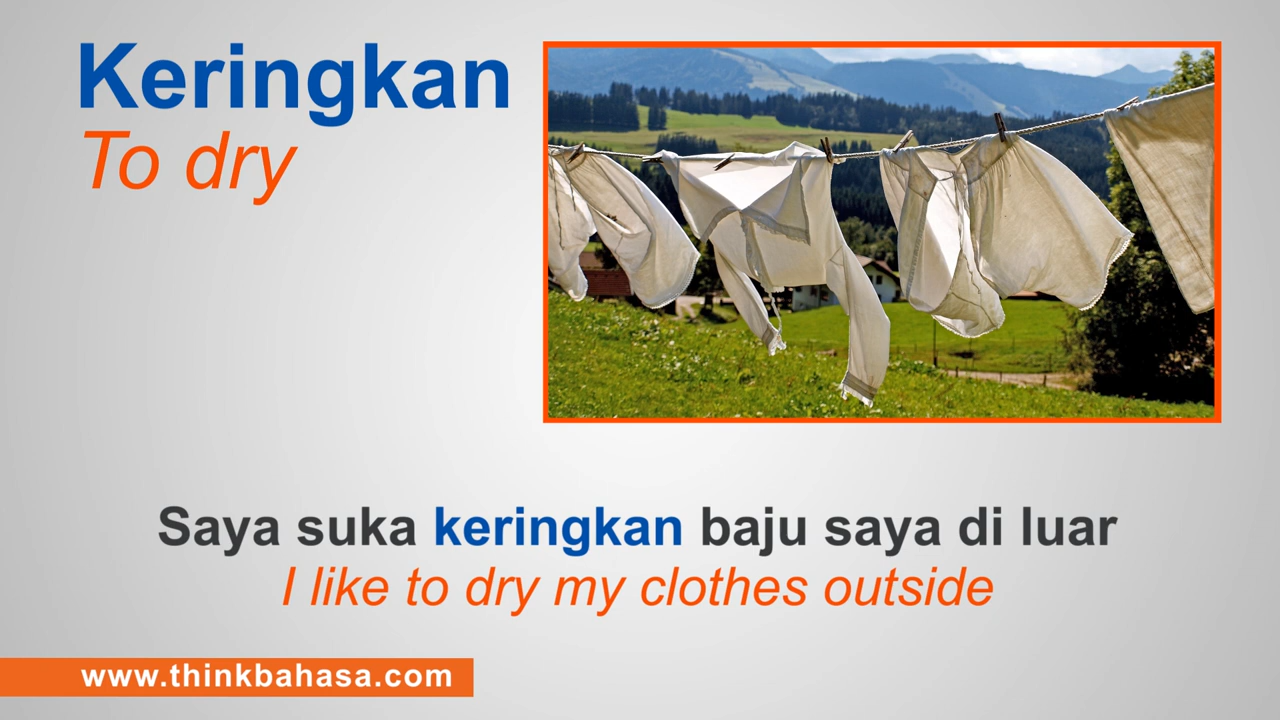 Keringkan
To dry
Saya suka keringkan baju saya di luar
I like to dry my clothes outside
www.thinkbahasa.com